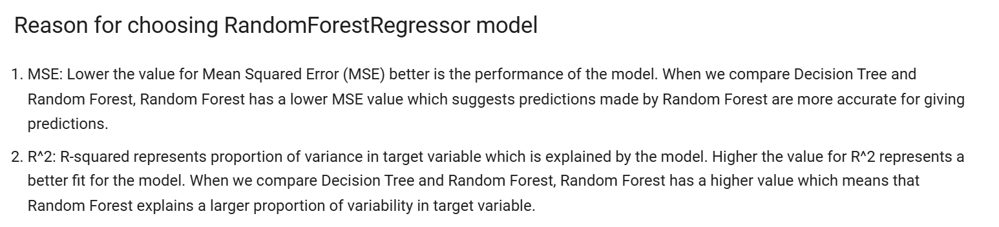 Reason for choosing RandomForestRegressor model
1. MSE: Lower the value for Mean Squared Error (MSE) better is the performance of the model. When we compare Decision Tree and
Random Forest, Random Forest has a lower MSE value which suggests predictions made by Random Forest are more accurate for giving
predictions.
2. R^2: R-squared represents proportion of variance in target variable which is explained by the model. Higher the value for R^2 represents a
better fit for the model. When we compare Decision Tree and Random Forest, Random Forest has a higher value which means that
Random Forest explains a larger proportion of variability in target variable.